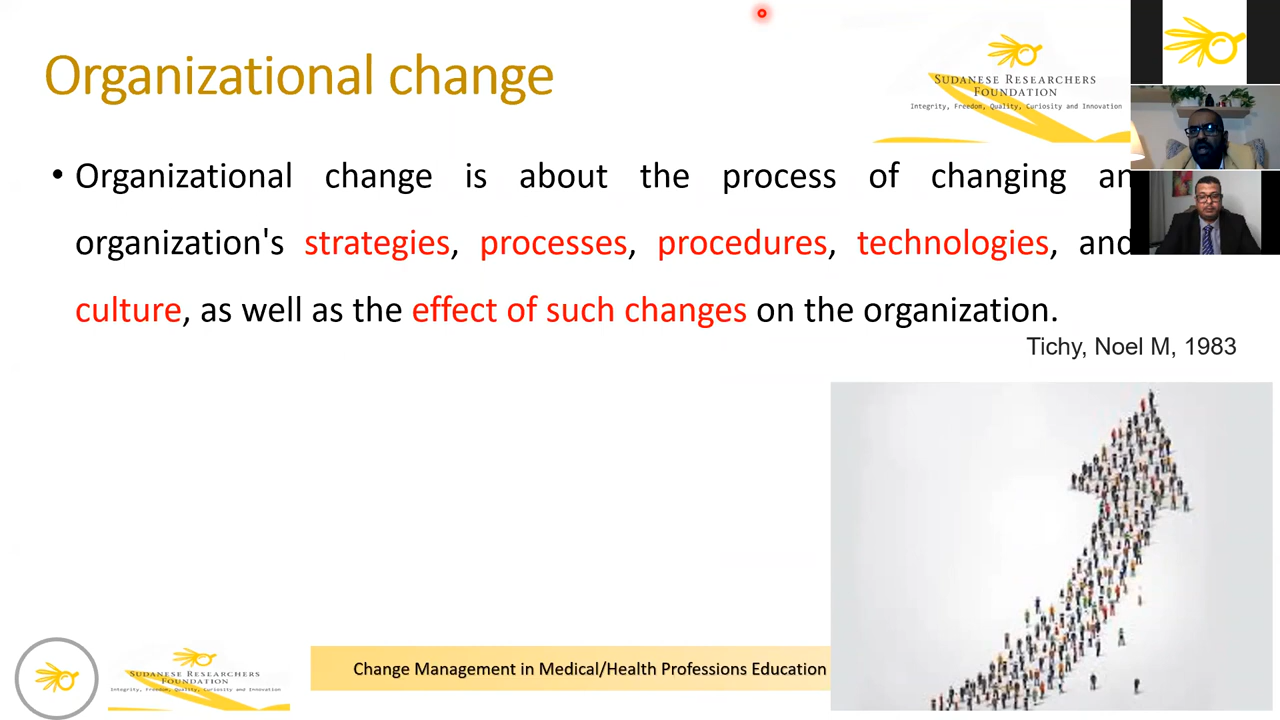 Organizational change
SUDANESE RESEARCHERS
FOUNDATION
Integrity, Freedom, Quality, Curiosity and Innovation
• Organizational change is about the process of changing an
organization's strategies, processes, procedures, technologies, and
culture, as well as the effect of such changes on the organization.
Tichy, Noel M, 1983
SUDANESE RESEARCHERS
FOUNDATION
Integrity, Freedom, Quality, Curiosity and Innovation
Change Management in Medical/Health Professions Education